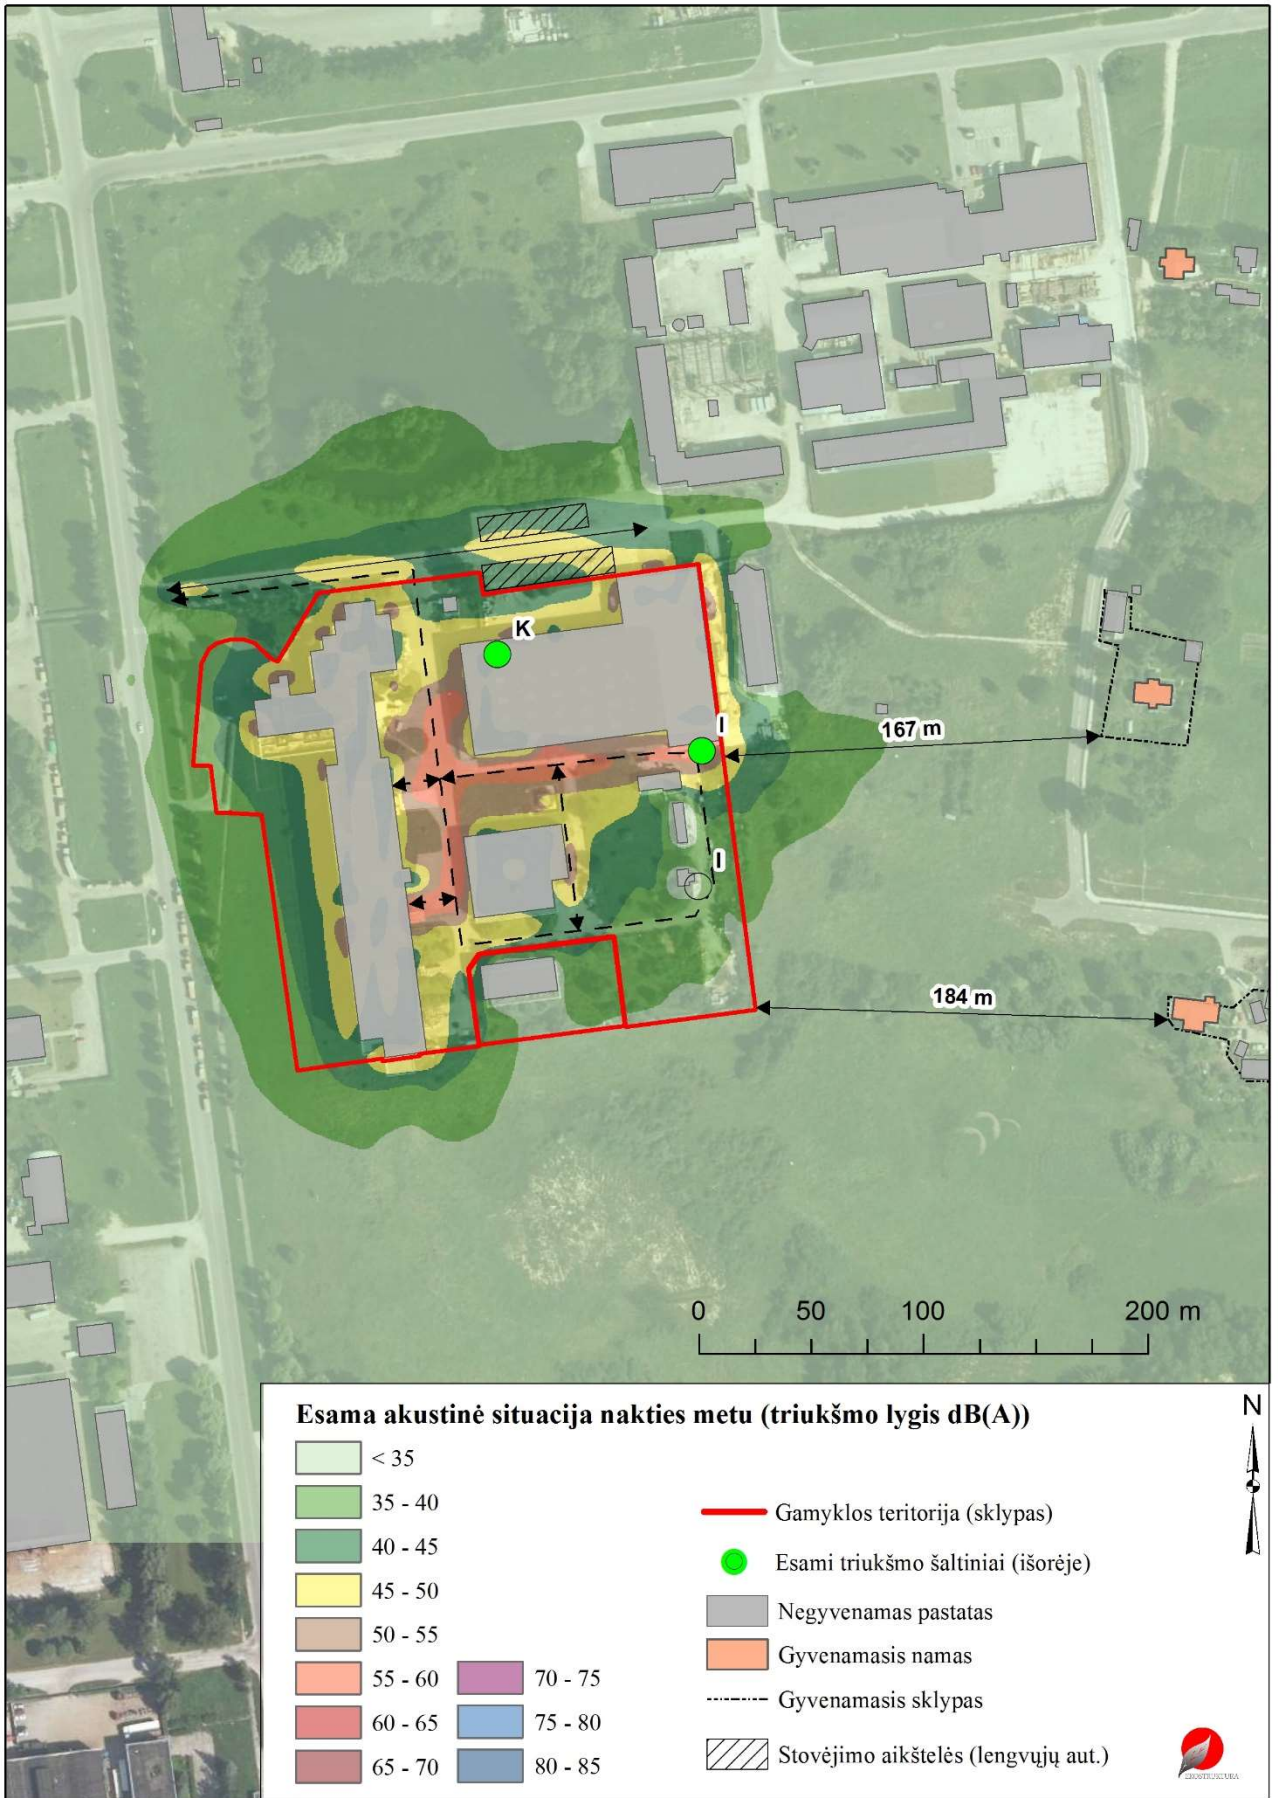 K
I
167 m
I
184 m
0 50 100 200 m
Esama akustinė situacija nakties metu (triukšmo lygis dB(A))
N
< 35
35 - 40
40 - 45
45 - 50
50 - 55
55 - 60
60 - 65
65 - 70
70 - 75
75 - 80
80 - 85
Gamyklos teritorija (sklypas)
Esami triukšmo šaltiniai (išorėje)
Negyvenamas pastatas
Gyvenamasis namas
Gyvenamasis sklypas
Stovėjimo aikštelės (lengvųjų aut.)
EKOSTRUKTURA